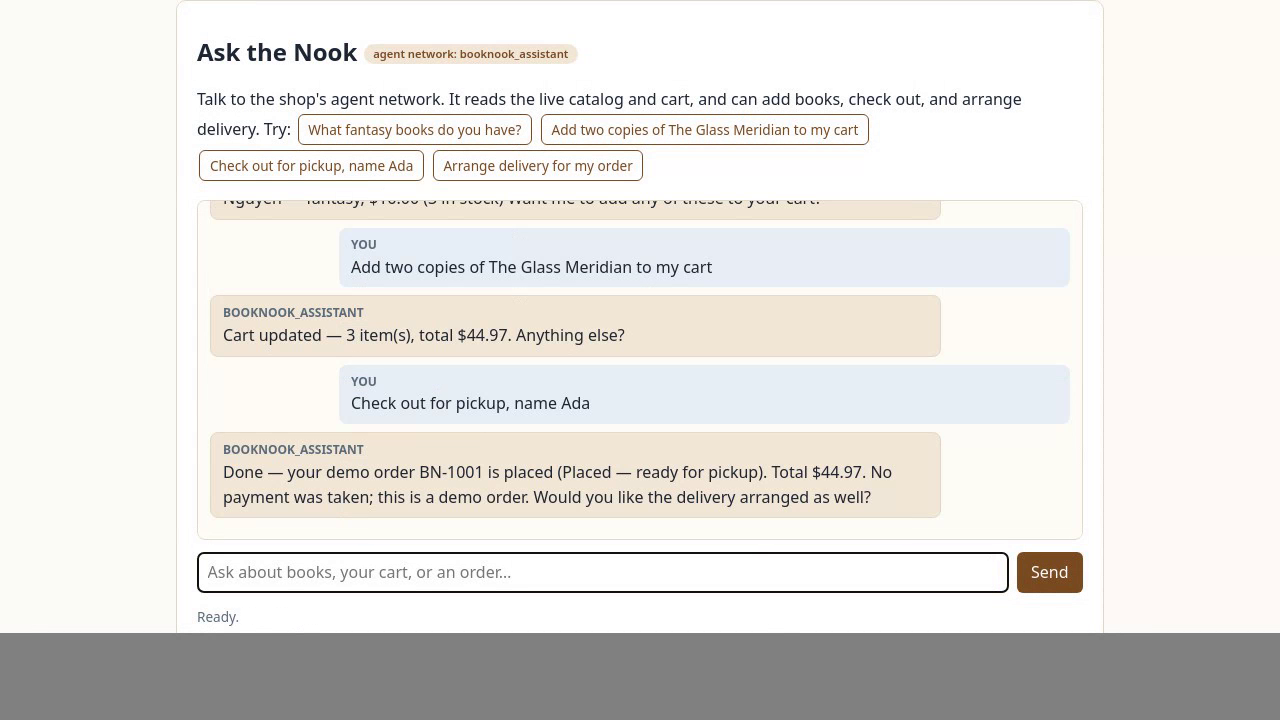 Ask the Nook agent network: booknook_assistant
Talk to the shop's agent network. It reads the live catalog and cart, and can add books, check out, and arrange
delivery. Try: What fantasy books do you have? Add two copies of The Glass Meridian to my cart
Check out for pickup, name Ada Arrange delivery for my order
Nguyen — fantasy, $16.00 (5 in stock) Want me to add any of these to your cart?
YOU
Add two copies of The Glass Meridian to my cart
BOOKNOOK_ASSISTANT
Cart updated — 3 item(s), total $44.97. Anything else?
YOU
Check out for pickup, name Ada
BOOKNOOK_ASSISTANT
Done — your demo order BN-1001 is placed (Placed — ready for pickup). Total $44.97. No
payment was taken; this is a demo order. Would you like the delivery arranged as well?
Ask about books, your cart, or an order... Send
Ready.